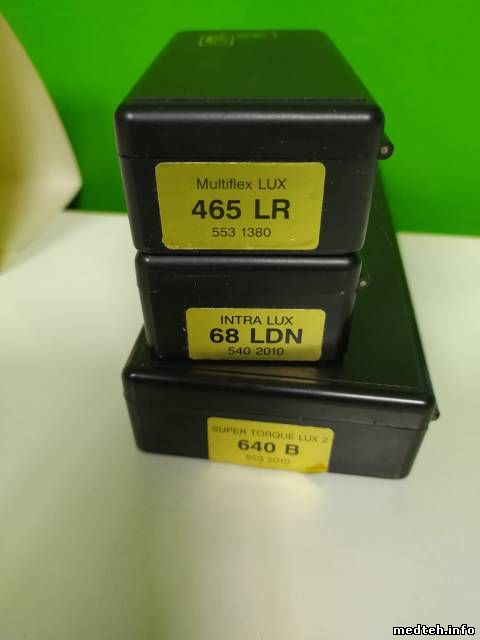 Multiflex LUX
465 LR
553 1380
INTRA LUX
68 LDN
540 2010
SUPER TORQUE LUX 2
640 B
553 2010
medteh.info